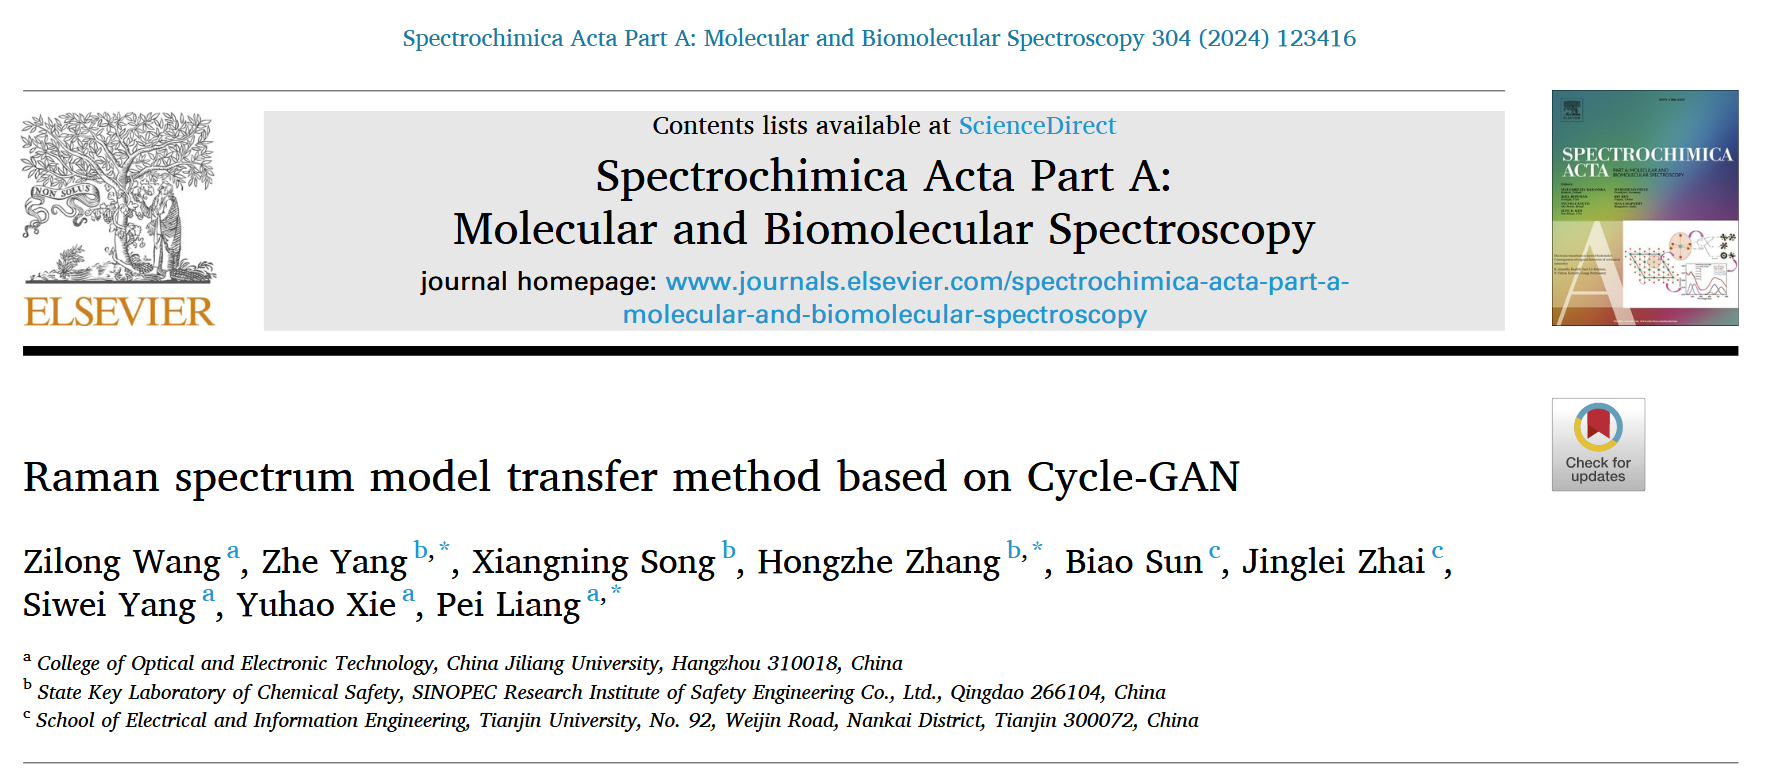 Spectrochimica Acta Part A: Molecular and Biomolecular Spectroscopy 304 (2024) 123416
Contents lists available at ScienceDirect
Spectrochimica Acta Part A:
Molecular and Biomolecular Spectroscopy
journal homepage: www.journals.elsevier.com/spectrochimica-acta-part-a-
molecular-and-biomolecular-spectroscopy
NON SOLUS
ELSEVIER
SPECTROCHIMICA
ACTA
PART A: MOLECULAR AND
BIOMOLECULAR SPECTROSCOPY
Check for
updates
Raman spectrum model transfer method based on Cycle-GAN
Zilong Wang a, Zhe Yang b,*, Xiangning Song b, Hongzhe Zhang b,*, Biao Sun c, Jinglei Zhai c,
Siwei Yang a, Yuhao Xie a, Pei Liang a,*
a College of Optical and Electronic Technology, China Jiliang University, Hangzhou 310018, China
b State Key Laboratory of Chemical Safety, SINOPEC Research Institute of Safety Engineering Co., Ltd., Qingdao 266104, China
c School of Electrical and Information Engineering, Tianjin University, No. 92, Weijin Road, Nankai District, Tianjin 300072, China